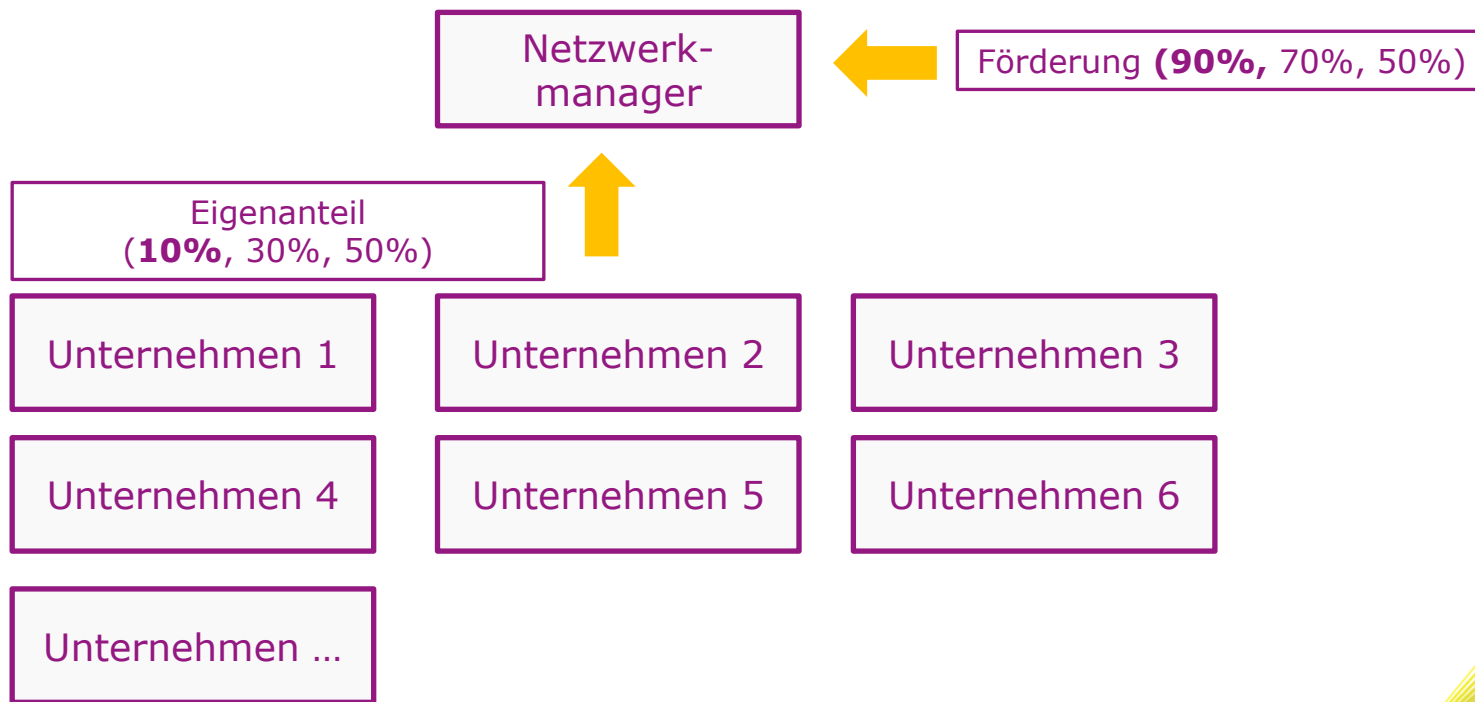 Netzwerk-
manager
Förderung (90%, 70%, 50%)
Eigenanteil
(10%, 30%, 50%)
Unternehmen 1
Unternehmen 2
Unternehmen 3
Unternehmen 4
Unternehmen 5
Unternehmen 6
Unternehmen …